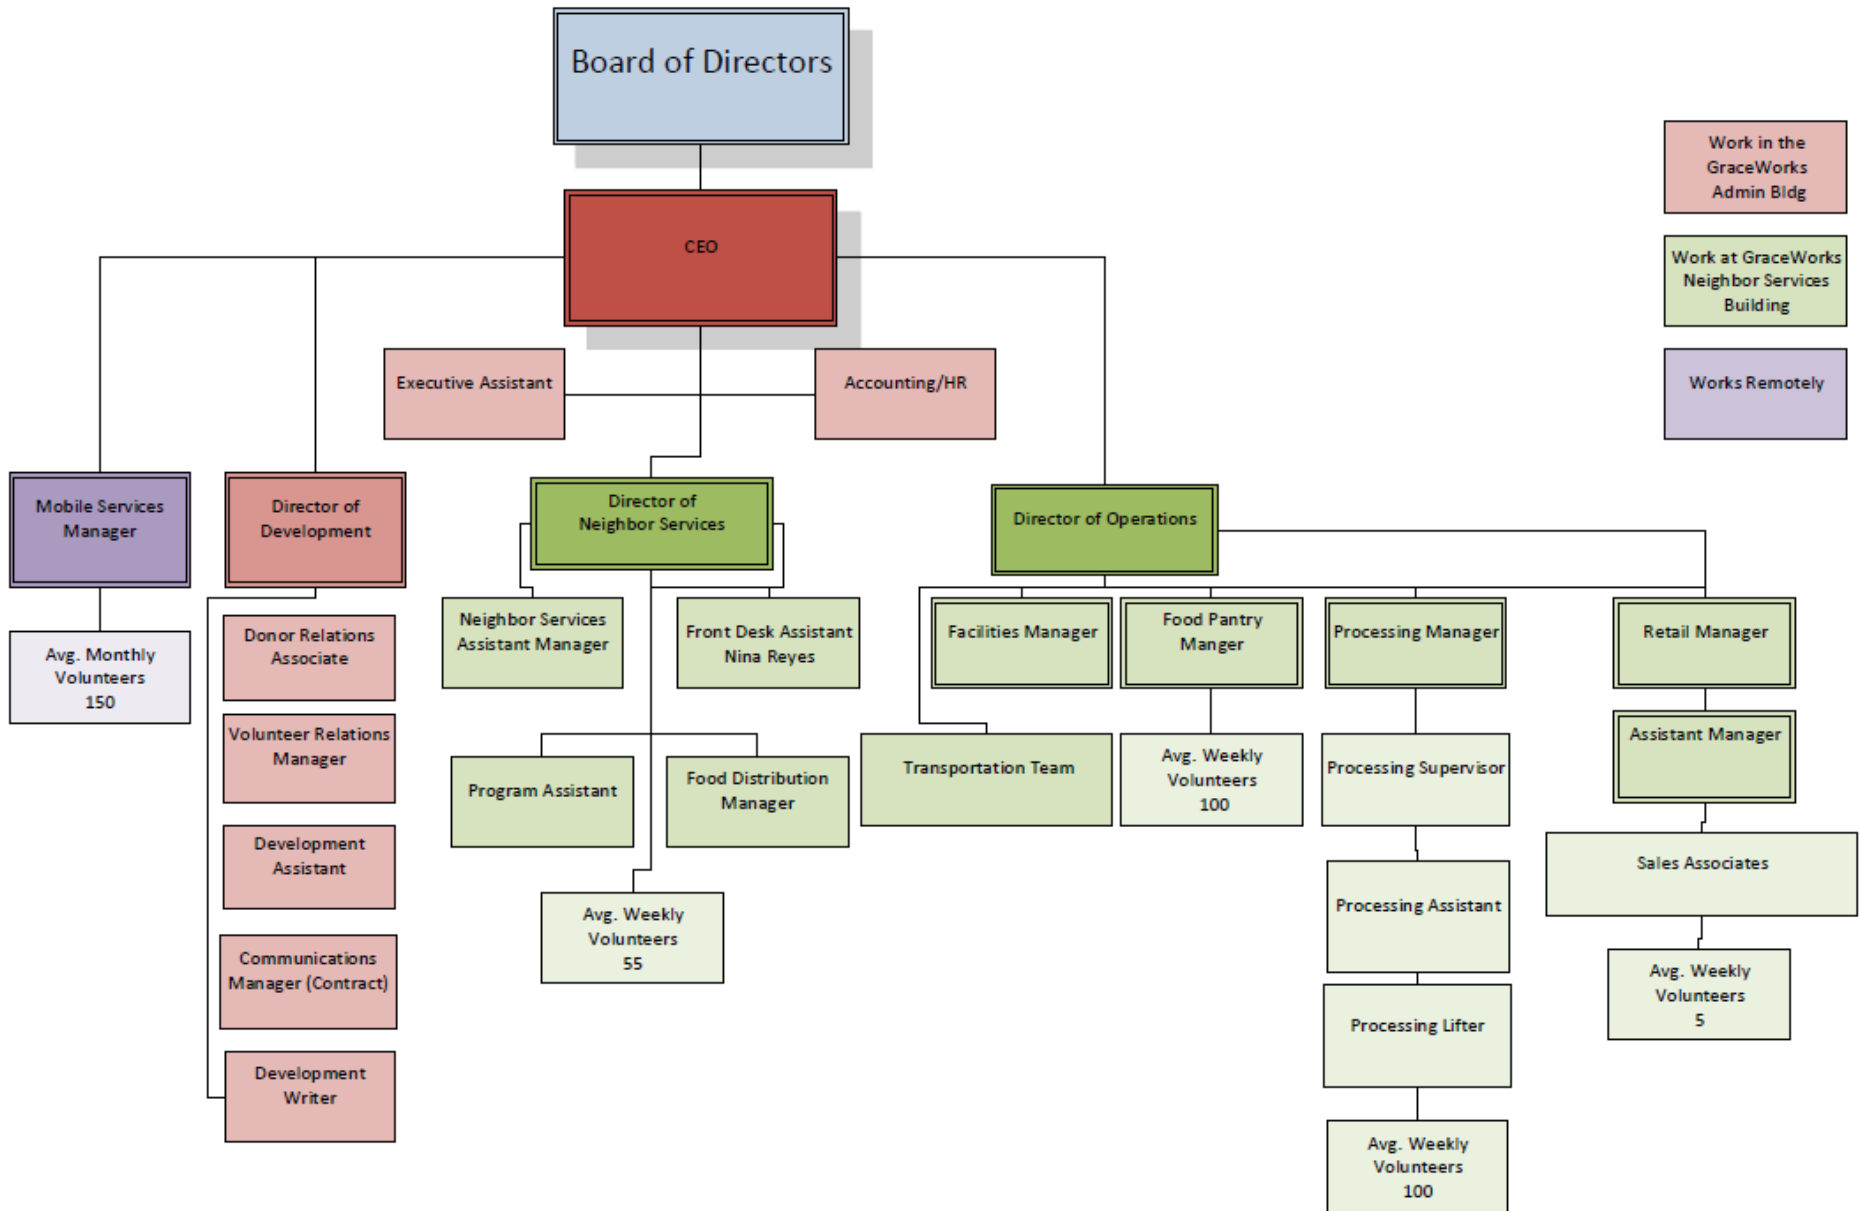 Board of Directors
Work in the
GraceWorks
Admin Bldg
CEO
Work at GraceWorks
Neighbor Services
Building
Executive Assistant
Accounting/HR
Works Remotely
Mobile Services
Manager
Director of
Development
Director of
Neighbor Services
Director of Operations
Neighbor Services
Assistant Manager
Front Desk Assistant
Nina Reyes
Facilities Manager
Food Pantry
Manger
Processing Manager
Retail Manager
Avg. Monthly
Volunteers
150
Donor Relations
Associate
Volunteer Relations
Manager
Development
Assistant
Communications
Manager (Contract)
Development
Writer
Program Assistant
Food Distribution
Manager
Avg. Weekly
Volunteers
55
Transportation Team
Avg. Weekly
Volunteers
100
Processing Supervisor
Processing Assistant
Processing Lifter
Avg. Weekly
Volunteers
100
Assistant Manager
Sales Associates
Avg. Weekly
Volunteers
5